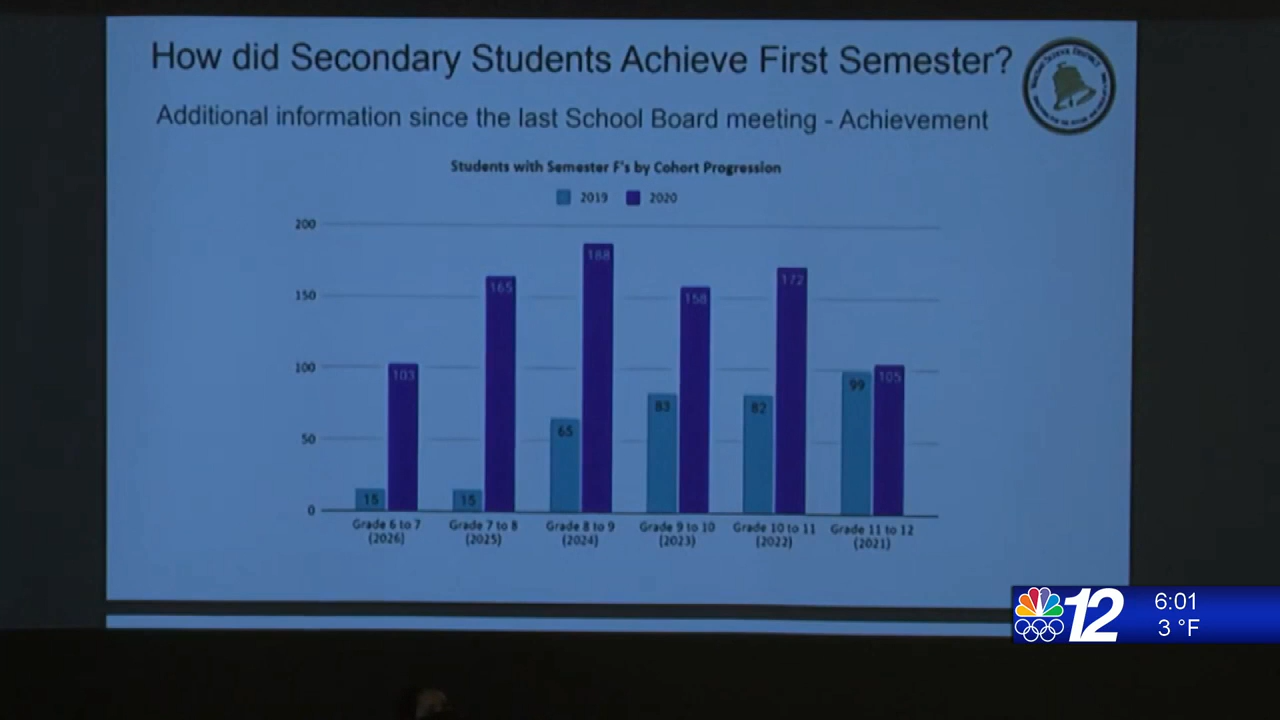 How did Secondary Students Achieve First Semester?
Additional information since the last School Board meeting - Achievement
Students with Semester F's by Cohort Progression
2019 2020
200
150
100
50
0
15 103
15 165
65 188
83 158
82 172
99 105
Grade 6 to 7 Grade 7 to 8 Grade 8 to 9 Grade 9 to 10 Grade 10 to 11 Grade 11 to 12
(2026) (2025) (2024) (2023) (2022) (2021)
12
6:01
3 °F